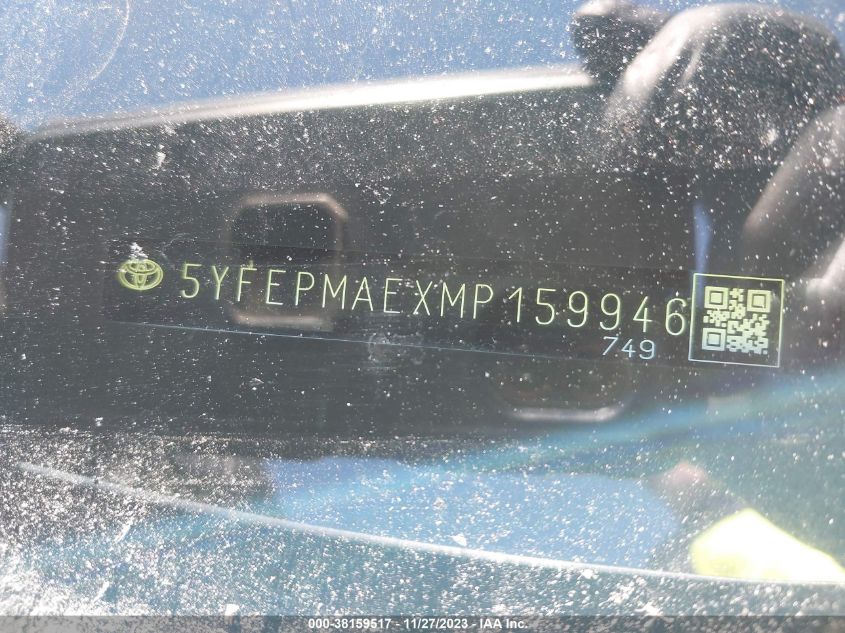 5YFEPMAEXMP159946
749
000-38159517 • 11/27/2023 - IAA Inc.